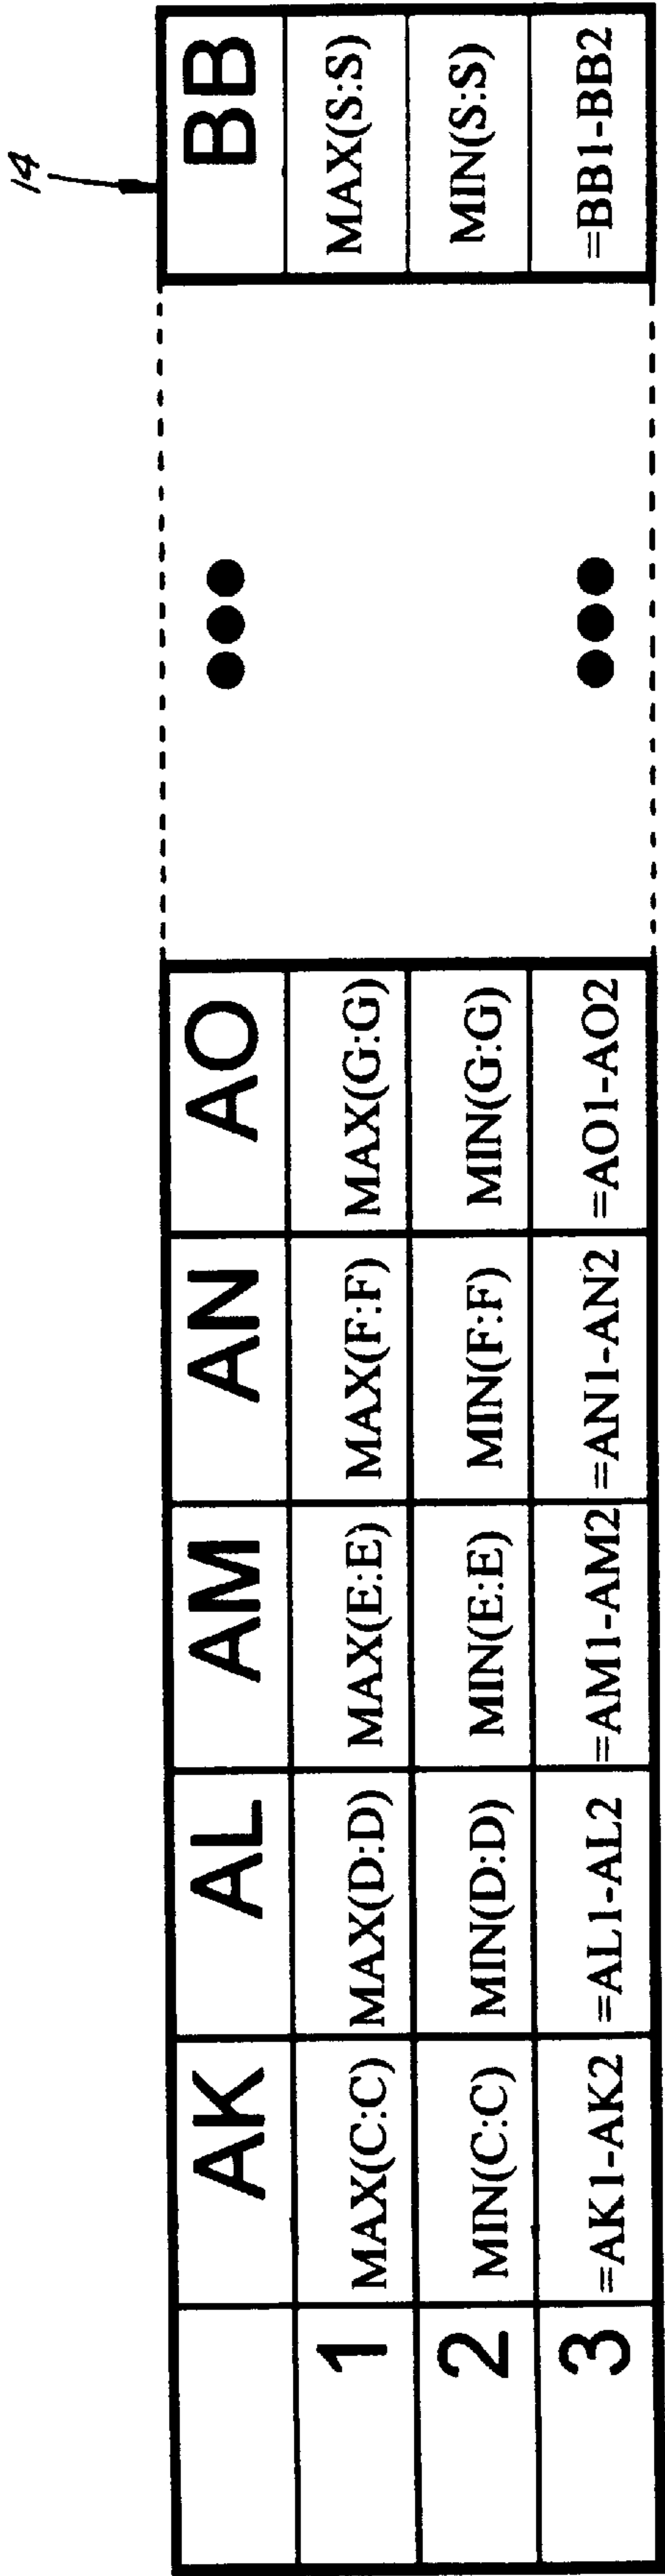 14
AK AL AM AN AO BB
1 MAX(C:C) MAX(D:D) MAX(E:E) MAX(F:F) MAX(G:G) MAX(S:S)
2 MIN(C:C) MIN(D:D) MIN(E:E) MIN(F:F) MIN(G:G) MIN(S:S)
3 =AK1-AK2 =AL1-AL2 =AM1-AM2 =AN1-AN2 =AO1-AO2 =BB1-BB2